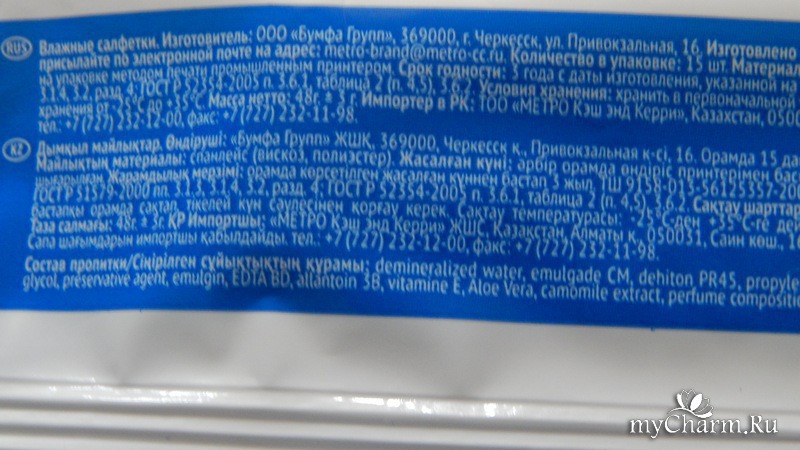 RUS Влажные салфетки. Изготовитель: ООО «Бумфа Групп», 369000, г. Черкесск, ул. Привокзальная, 16. Изготовлено
присылайте по электронной почте на адрес: metro-brand@metro-cc.ru. Количество в упаковке: 15 шт. Материал
на упаковке методом печати промышленным принтером. Срок годности: 3 года с даты изготовления, указанной на
3.1.4, 3.2, разд. 4; ГОСТ Р 52354-2005 п. 3.6.1, таблица 2 (п. 4.5), 3.6.2. Условия хранения: хранить в первоначальной
хранения от -25°С до +35°С. Масса нетто: 48г. ± 3 г. Импортер в РК: ТОО «МЕТРО Кэш энд Керри», Казахстан, 0500
тел. +7(727) 232-12-00, факс: +7(727) 232-11-98.
KZ Дымқыл майлықтар. Өндіруші: «Бумфа Групп» ЖШК, 369000, Черкесск к., Привокзальная к-сі, 16. Орамда 15 да
Майлықтың материалы: спанлейс (вискоз, полиэстер). Жасалған күні: әрбір орамда өндіріс принтерімен бас
шығарылған. Жарамдылық мерзімі: орамда көрсетілген жасалған күннен бастап 3 жыл. ТШ 9158-015-56125357-200
ГОСТ Р 51579-2000 пп. 3.1.3, 3.1.4, 3.2, разд. 4; ГОСТ Р 52354-2005 п. 3.6.1, таблица 2 (п. 4.5), 3.6.2. Сақтау шарттар
бастапқы орамда сақтап, тікелей күн сәулесінен қорғау керек. Сақтау температурасы: -25°С-ден +35°С-ге дей
Таза салмағы: 48г. ± 3г. ҚР Импортшы: «МЕТРО Кэш энд Керри» ЖШС, Қазақстан, Алматы к., 050031, Саин көш., 16
Сапа шағымдарын импортшы қабылдайды. тел.: +7(727) 232-12-00, факс: +7(727) 232-11-98.
Состав пропитки/Сіңірілген сұйықтықтың құрамы: demineralized water, emulgade CM, dehiton PR45, propyle
glycol, preservative agent, emulgin, EDTA BD, allantoin 3B, vitamine E, Aloe Vera, camomile extract, perfume composition
myCharm.Ru